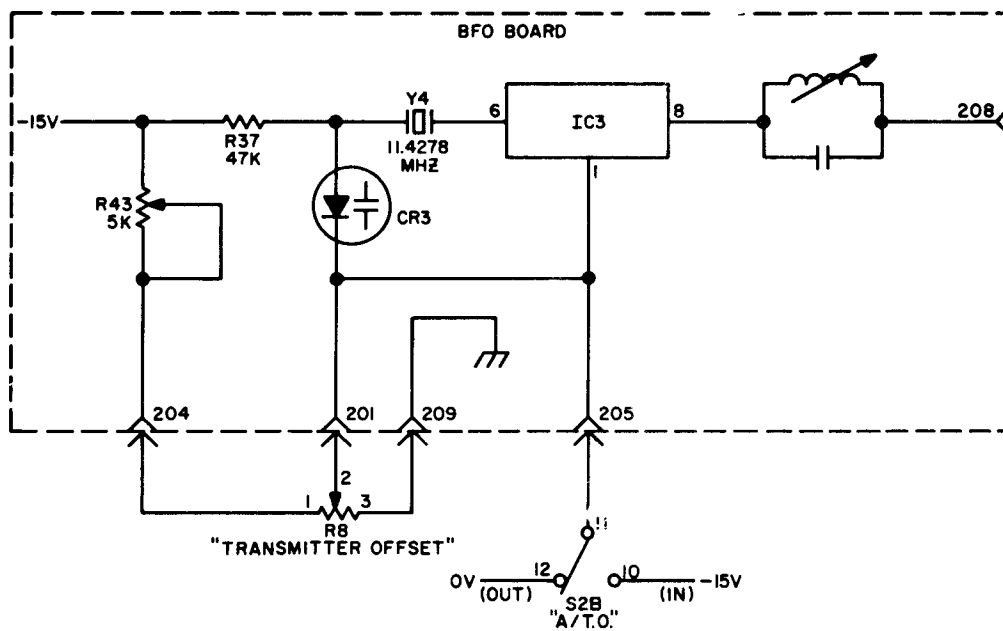 BFO BOARD
-15V
R37
47K
Y4
11.4278
MHZ
6
IC3
8
1
208
R43
5K
CR3
204
201
209
205
1
2
3
R8
"TRANSMITTER OFFSET"
11
0V
(OUT)
12
10
(IN)
-15V
S2B
"A/T.O."